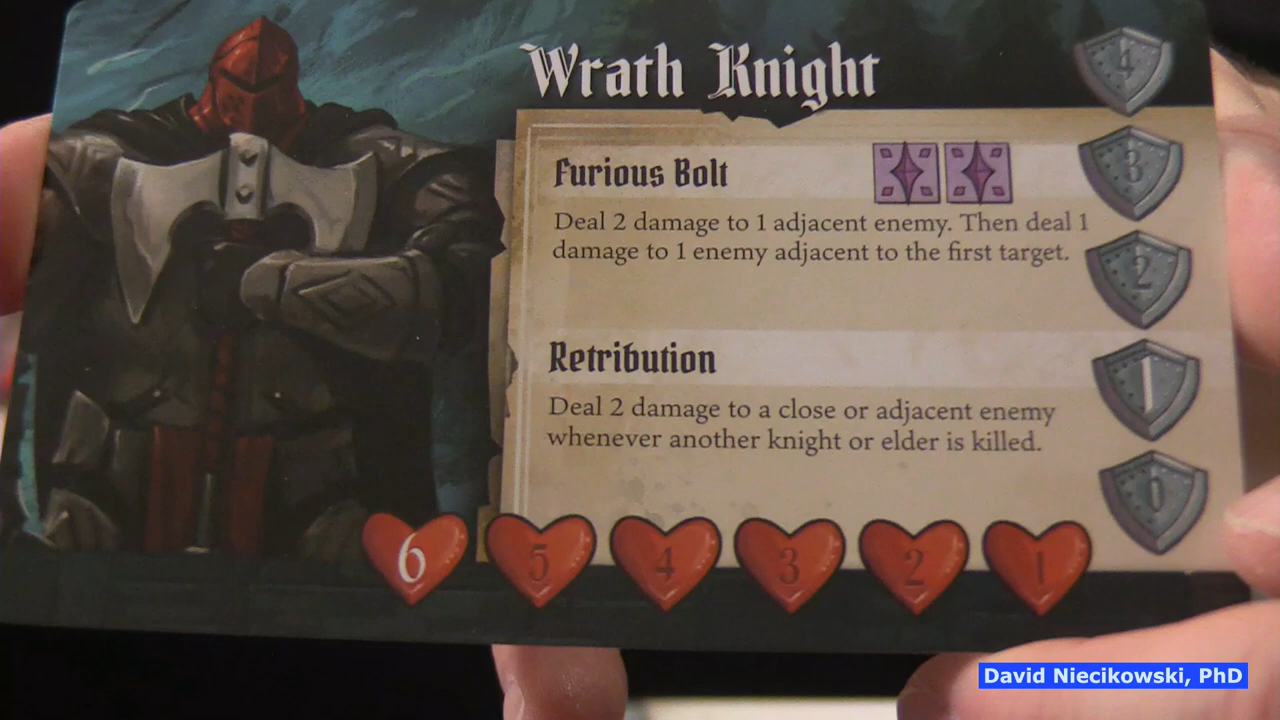 Wrath Knight
4
Furious Bolt
3
Deal 2 damage to 1 adjacent enemy. Then deal 1
damage to 1 enemy adjacent to the first target.
2
Retribution
1
Deal 2 damage to a close or adjacent enemy
whenever another knight or elder is killed.
0
6 5 4 3 2 1
David Niecikowski, PhD